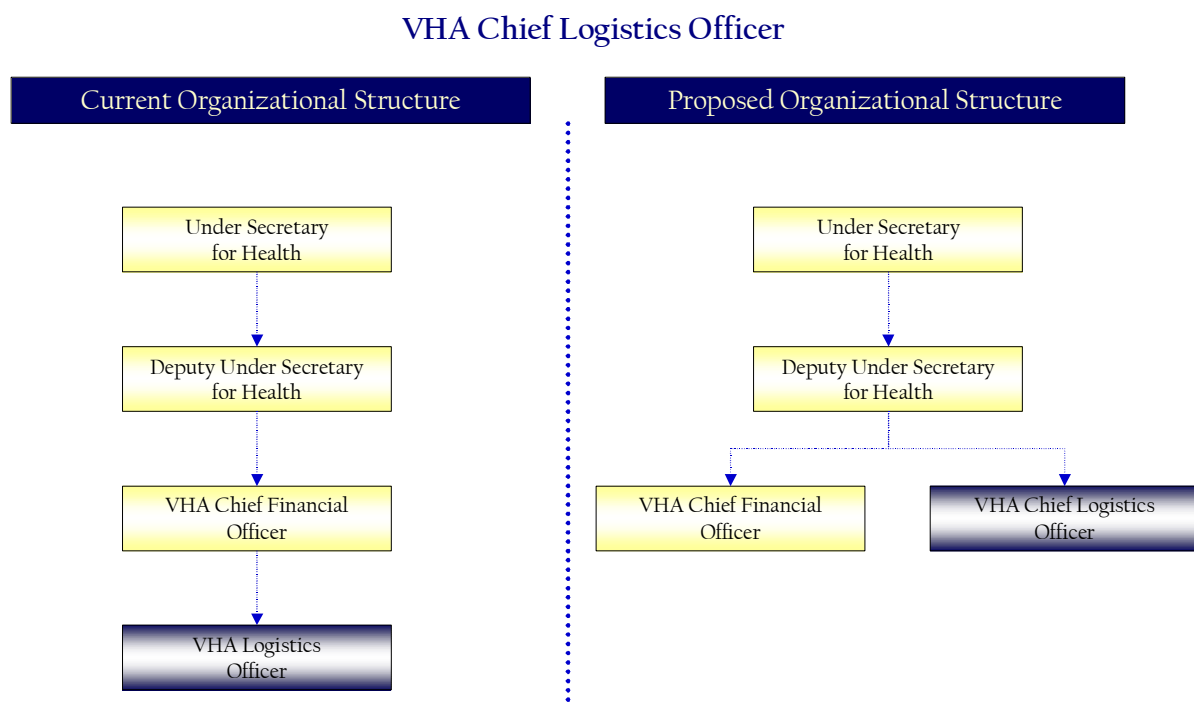 VHA Chief Logistics Officer
Current Organizational Structure
Under Secretary
for Health
Deputy Under Secretary
for Health
VHA Chief Financial
Officer
VHA Logistics
Officer
Proposed Organizational Structure
Under Secretary
for Health
Deputy Under Secretary
for Health
VHA Chief Financial
Officer
VHA Chief Logistics
Officer